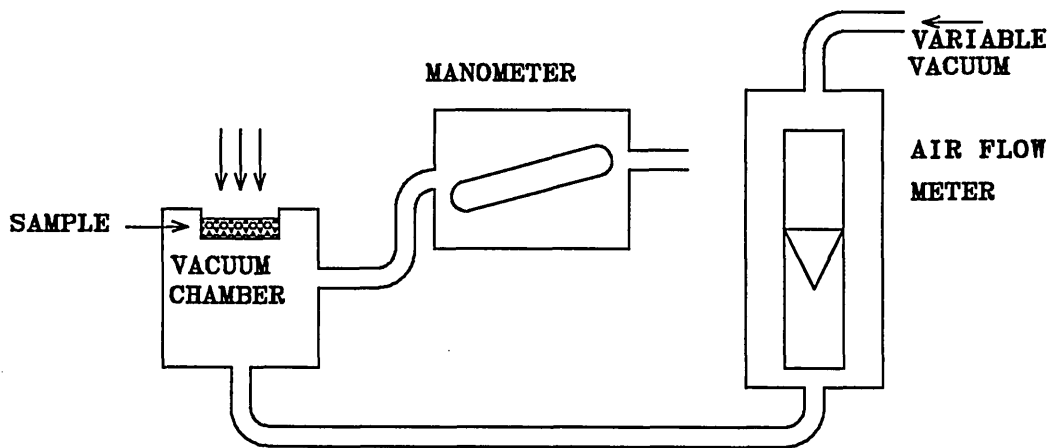 VARIABLE
VACUUM
MANOMETER
AIR FLOW
METER
SAMPLE
VACUUM
CHAMBER